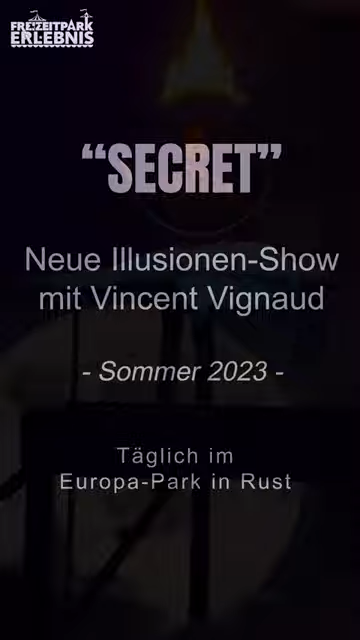 FREIZEITPARK
ERLEBNIS
“SECRET”
Neue Illusionen-Show
mit Vincent Vignaud
- Sommer 2023 -
Täglich im
Europa-Park in Rust